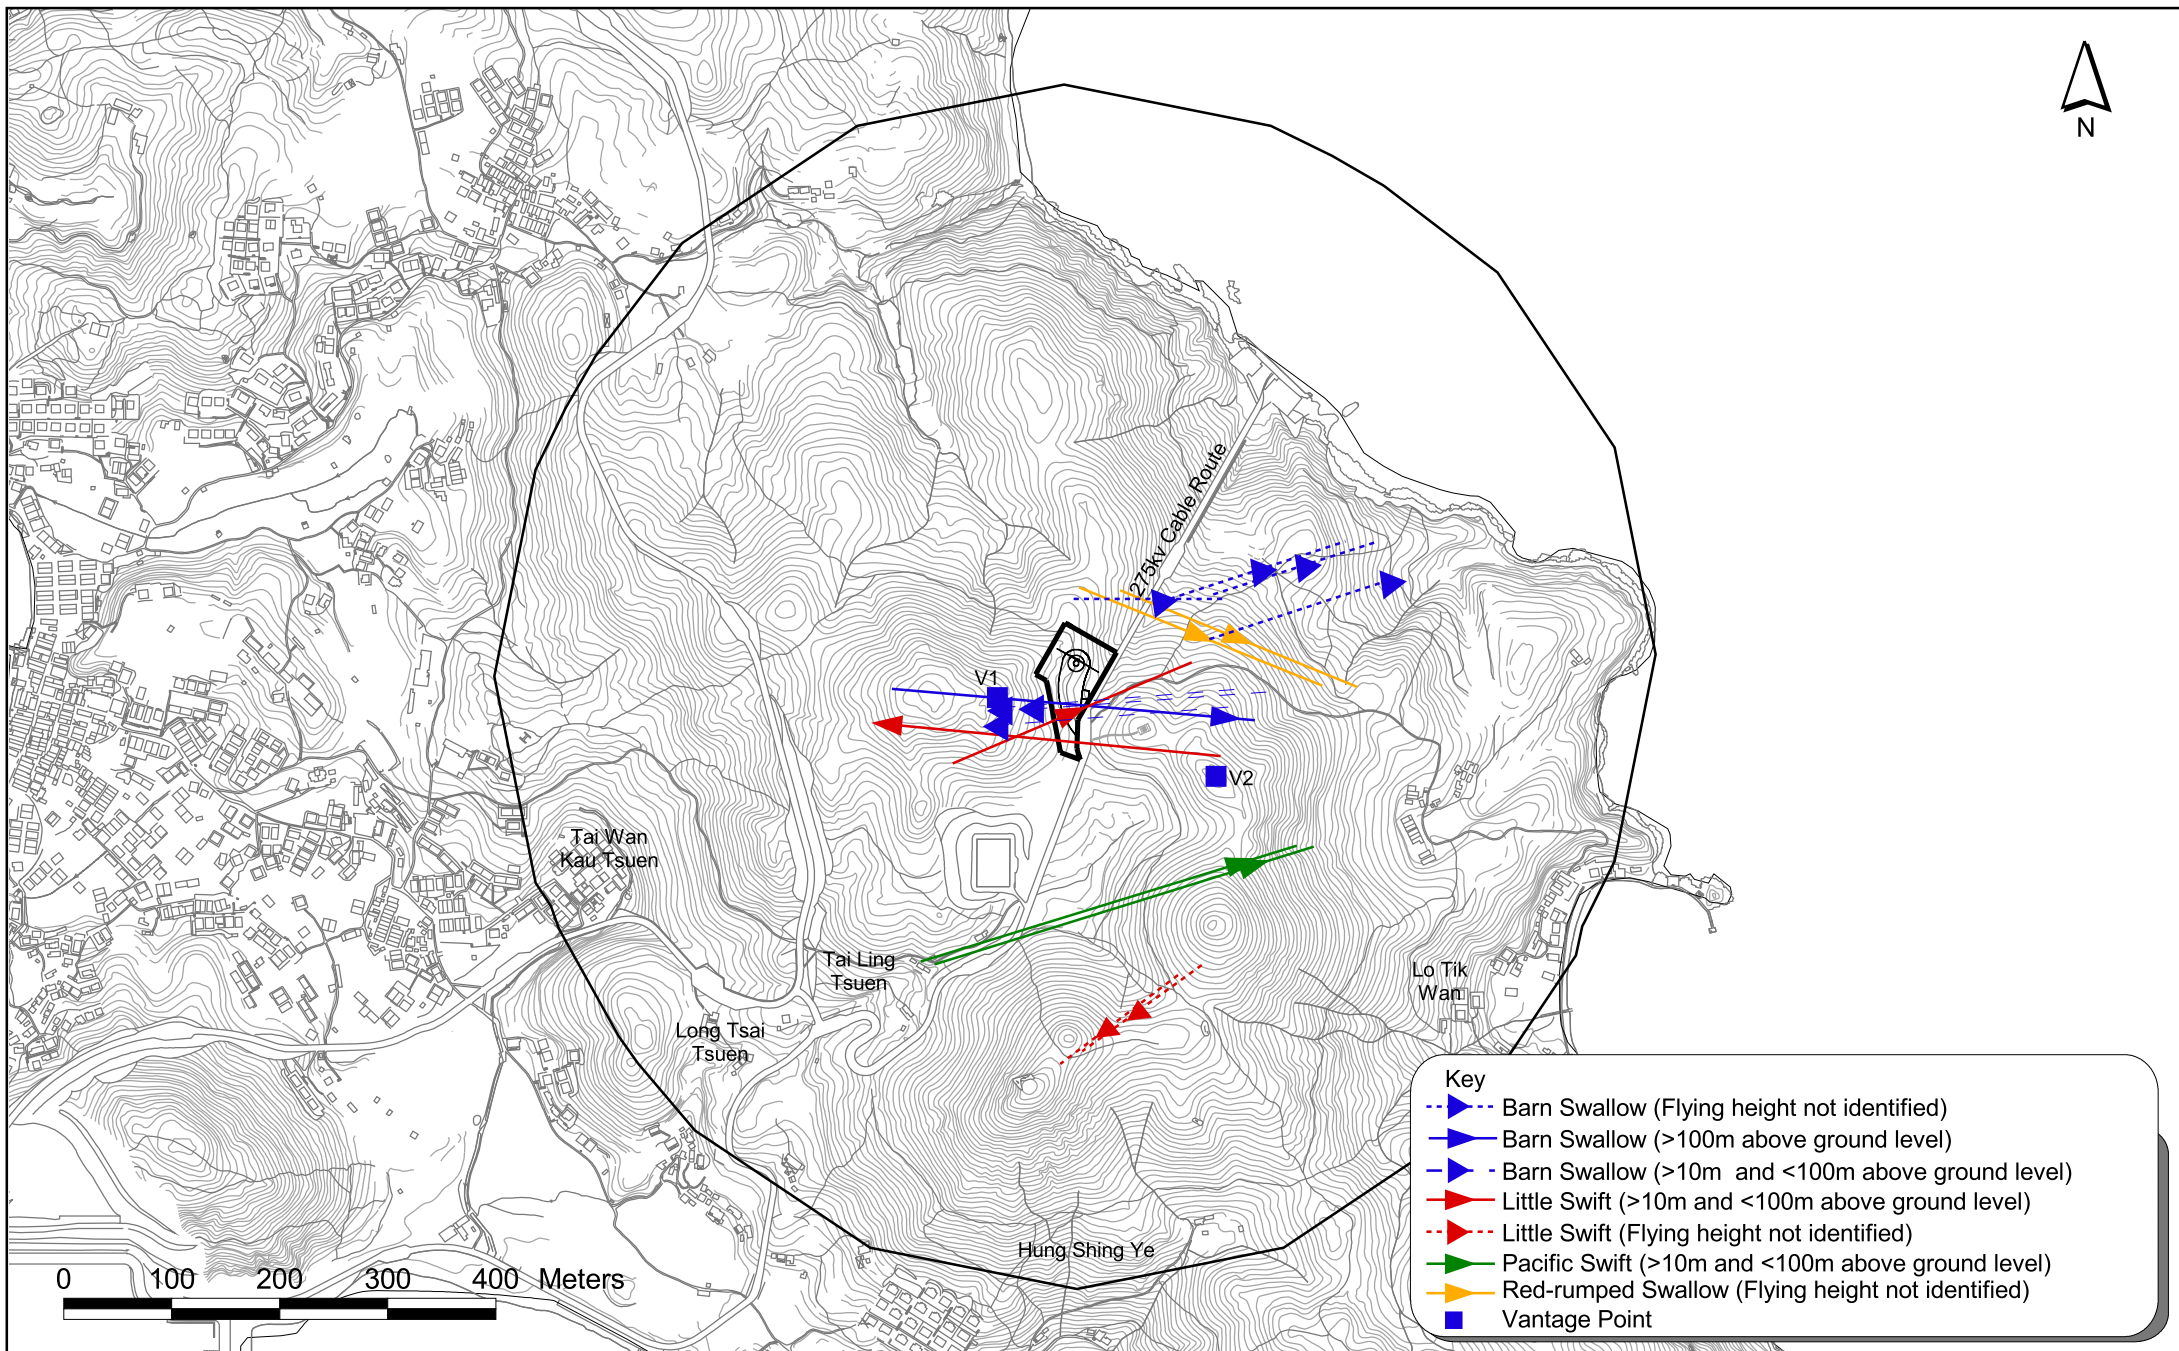 N
275kv Cable Route
V1
V2
Tai Wan
Kau Tsuen
Tai Ling
Tsuen
Lo Tik
Wan
Long Tsai
Tsuen
Hung Shing Ye
0 100 200 300 400 Meters
Key
Barn Swallow (Flying height not identified)
Barn Swallow (>100m above ground level)
Barn Swallow (>10m and <100m above ground level)
Little Swift (>10m and <100m above ground level)
Little Swift (Flying height not identified)
Pacific Swift (>10m and <100m above ground level)
Red-rumped Swallow (Flying height not identified)
Vantage Point